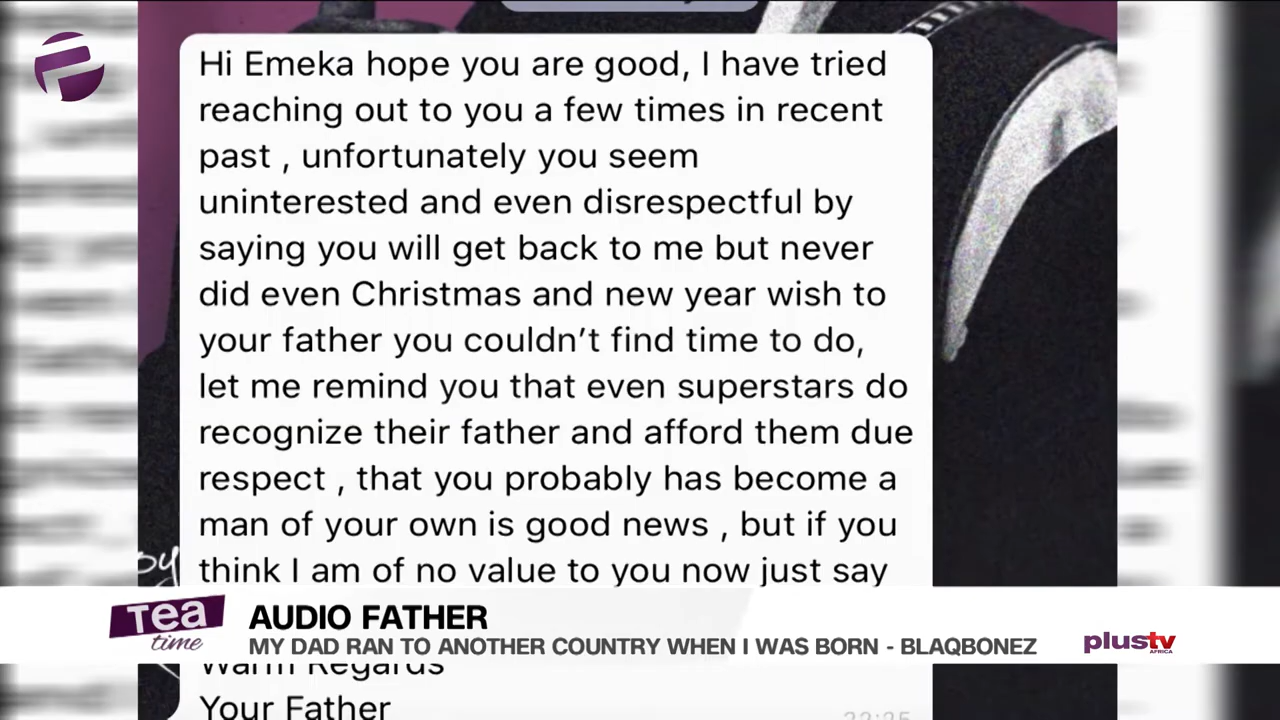 Hi Emeka hope you are good, I have tried
reaching out to you a few times in recent
past , unfortunately you seem
uninterested and even disrespectful by
saying you will get back to me but never
did even Christmas and new year wish to
your father you couldn't find time to do,
let me remind you that even superstars do
recognize their father and afford them due
respect , that you probably has become a
man of your own is good news , but if you
think I am of no value to you now just say
Tea
time
AUDIO FATHER
MY DAD RAN TO ANOTHER COUNTRY WHEN I WAS BORN - BLAQBONEZ
plustv
AFRICA
Warm Regards
Your Father